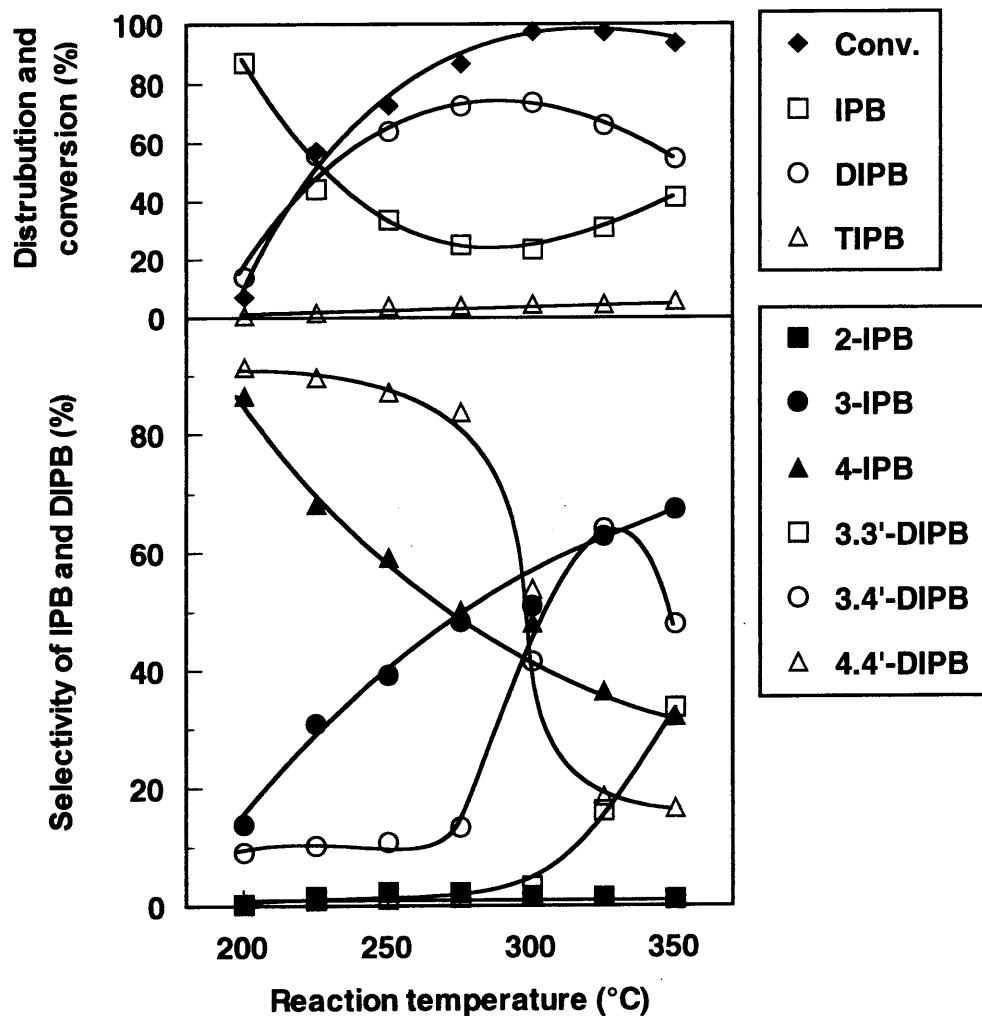 Distrubution and
conversion (%)
100
80
60
40
20
0
Conv.
IPB
DIPB
TIPB
Selectivity of IPB and DIPB (%)
80
60
40
20
0
2-IPB
3-IPB
4-IPB
3.3'-DIPB
3.4'-DIPB
4.4'-DIPB
200
250
300
350
Reaction temperature (°C)